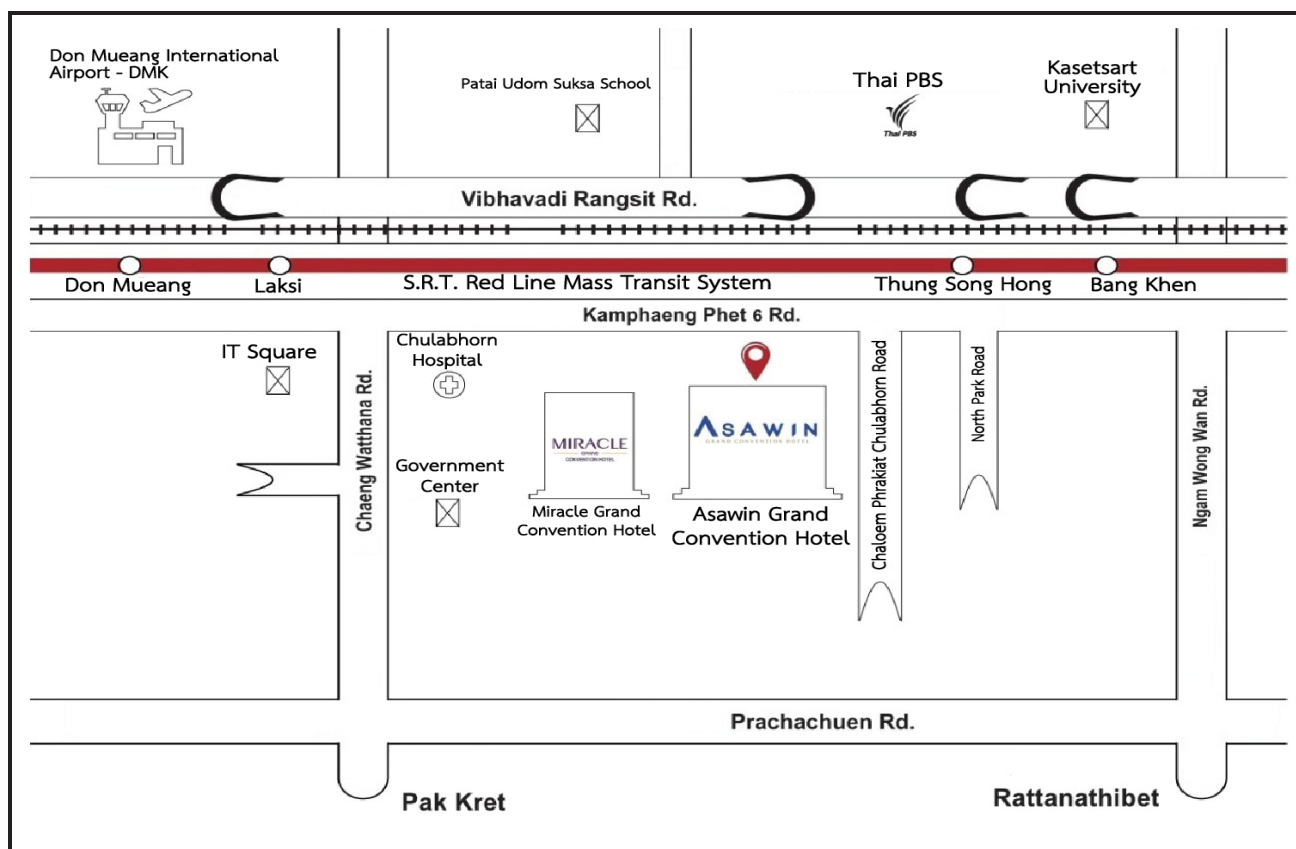 Don Mueang International
Airport - DMK
Patai Udom Suksa School
Thai PBS
Thai PBS
Kasetsart
University
Vibhavadi Rangsit Rd.
Don Mueang
Laksi
S.R.T. Red Line Mass Transit System
Thung Song Hong
Bang Khen
Kamphaeng Phet 6 Rd.
IT Square
Chaeng Watthana Rd.
Chulabhorn
Hospital
Government
Center
MIRACLE
GRAND
CONVENTION HOTEL
Miracle Grand
Convention Hotel
ASAWIN
GRAND CONVENTION HOTEL
Asawin Grand
Convention Hotel
Chaloem Phrakiat Chulabhorn Road
North Park Road
Ngam Wong Wan Rd.
Prachachuen Rd.
Pak Kret
Rattanathibet